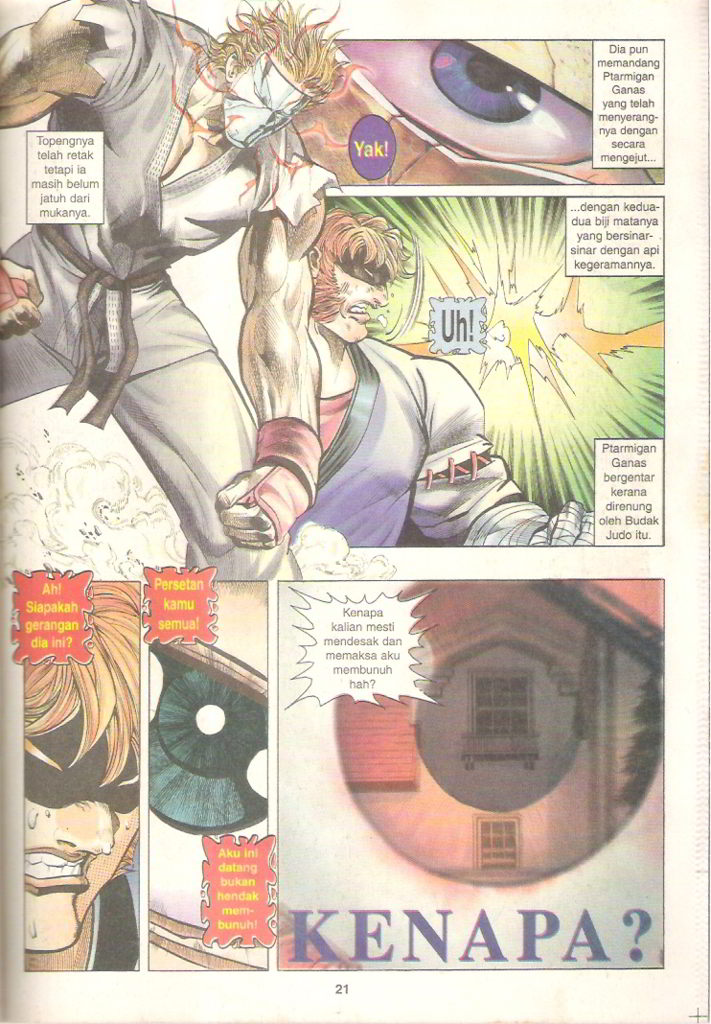 Topengnya
telah retak
tetapi ia
masih belum
jatuh dari
mukanya.
Yak!
Dia pun
memandang
Ptarmigan
Ganas
yang telah
menyerang-
nya dengan
secara
mengejut...
...dengan kedua-
dua biji matanya
yang bersinar-
sinar dengan api
kegeramannya.
Uh!
Ptarmigan
Ganas
bergentar
kerana
direnung
oleh Budak
Judo itu.
Ah!
Siapakah
gerangan
dia ini?
Persetan
kamu
semua!
Aku ini
datang
bukan
hendak
mem-
bunuh!
Kenapa
kalian mesti
mendesak dan
memaksa aku
membunuh
hah?
KENAPA?
21